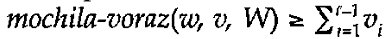 mochila-voraz(w, v, W) ≥ ∑_{i=1}^{r-1} v_i